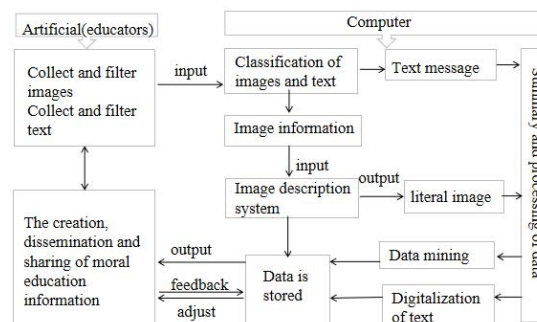 Artificial(educators)
Computer
Collect and filter
images
Collect and filter
text
input
Classification of
images and text
Text message
Image information
input
Image description
system
output
literal image
Summary and processing of data
The creation,
dissemination and
sharing of moral
education
information
output
feedback
adjust
Data is
stored
Data mining
Digitalization
of text